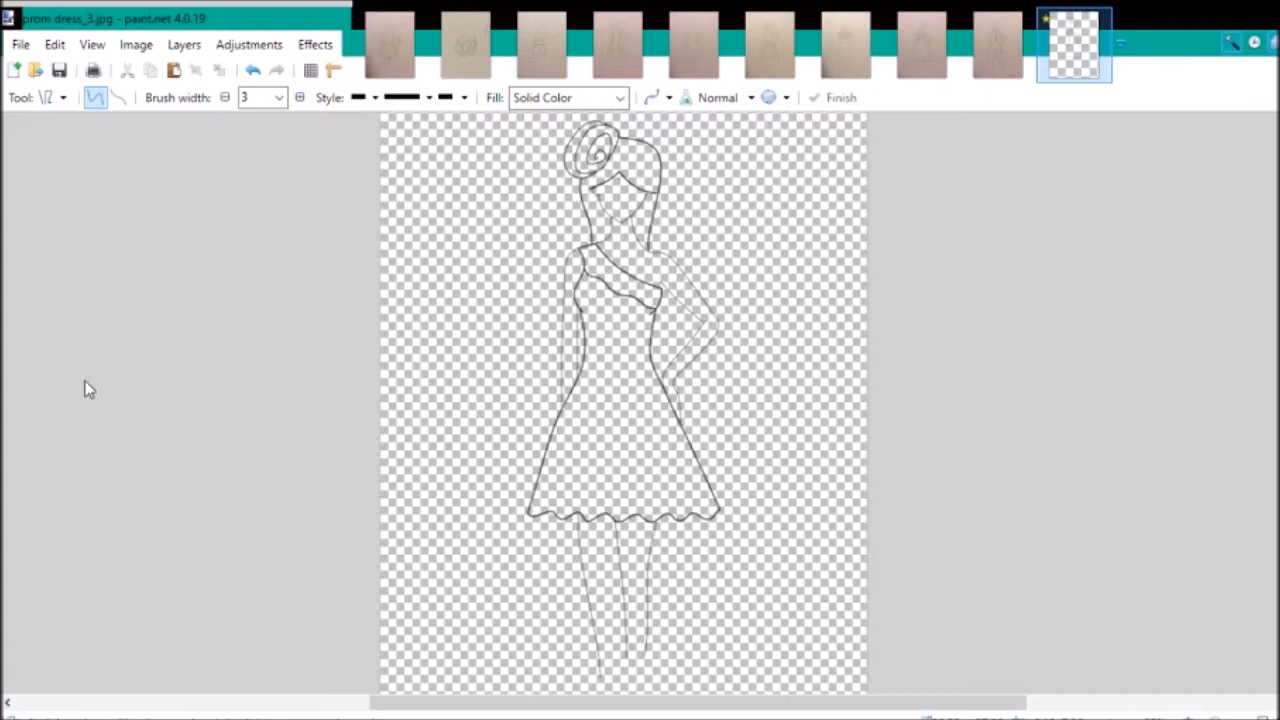 prom dress_3.jpg - paint.net 4.0.19
File Edit View Image Layers Adjustments Effects
Tool: Brush width: 3 Style: Fill: Solid Color Normal Finish